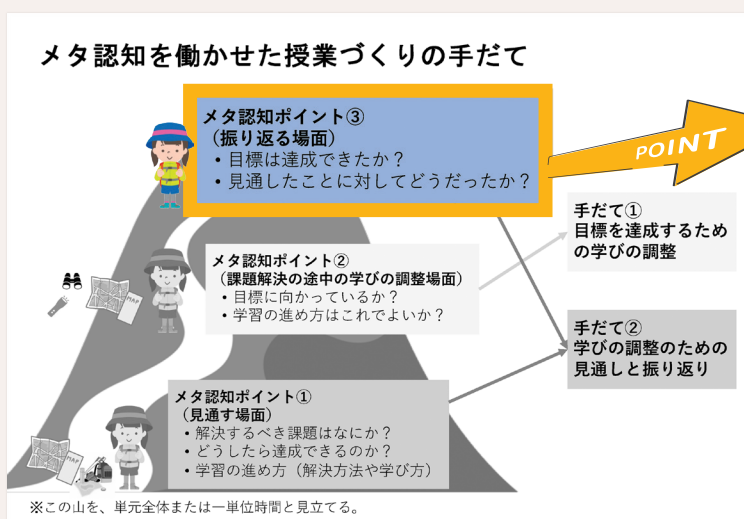 メタ認知を働かせた授業づくりの手だて
メタ認知ポイント③
（振り返る場面）
・目標は達成できたか？
・見通したことに対してどうだったか？
POINT
手だて①
目標を達成するため
の学びの調整
メタ認知ポイント②
（課題解決の途中の学びの調整場面）
・目標に向かっているか？
・学習の進め方はこれでよいか？
MAP
手だて②
学びの調整のための
見通しと振り返り
メタ認知ポイント①
（見通す場面）
・解決するべき課題はなにか？
・どうしたら達成できるのか？
・学習の進め方（解決方法や学び方）
MAP
※この山を、単元全体または一単位時間と見立てる。